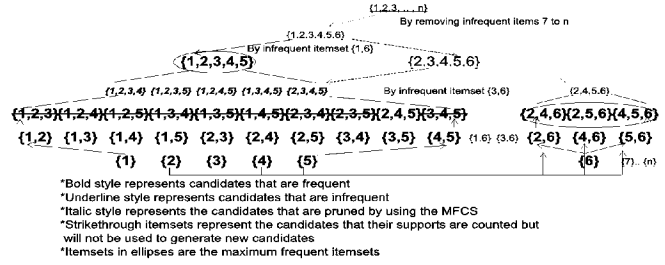 {1,2,3, . . , n}
By removing infrequent items 7 to n
{1,2,3,4,5,6}
By infrequent itemset {1,6}
{1,2,3,4,5} {2,3,4,5,6}
{1,2,3,4} {1,2,3,5} {1,2,4,5} {1,3,4,5} {2,3,4,5} By infrequent itemset {3,6} {2,4,5,6}
{1,2,3}{1,2,4}{1,2,5}{1,3,4}{1,3,5}{1,4,5}{2,3,4}{2,3,5}{2,4,5}{3,4,5} {2,4,6}{2,5,6}{4,5,6}
{1,2} {1,3} {1,4} {1,5} {2,3} {2,4} {2,5} {3,4} {3,5} {4,5} {1,6} {3,6} {2,6} {4,6} {5,6}
{1} {2} {3} {4} {5} {6} {7}.. {n}
*Bold style represents candidates that are frequent
*Underline style represents candidates that are infrequent
*Italic style represents the candidates that are pruned by using the MFCS
*Strikethrough itemsets represent the candidates that their supports are counted but
will not be used to generate new candidates
*Itemsets in ellipses are the maximum frequent itemsets